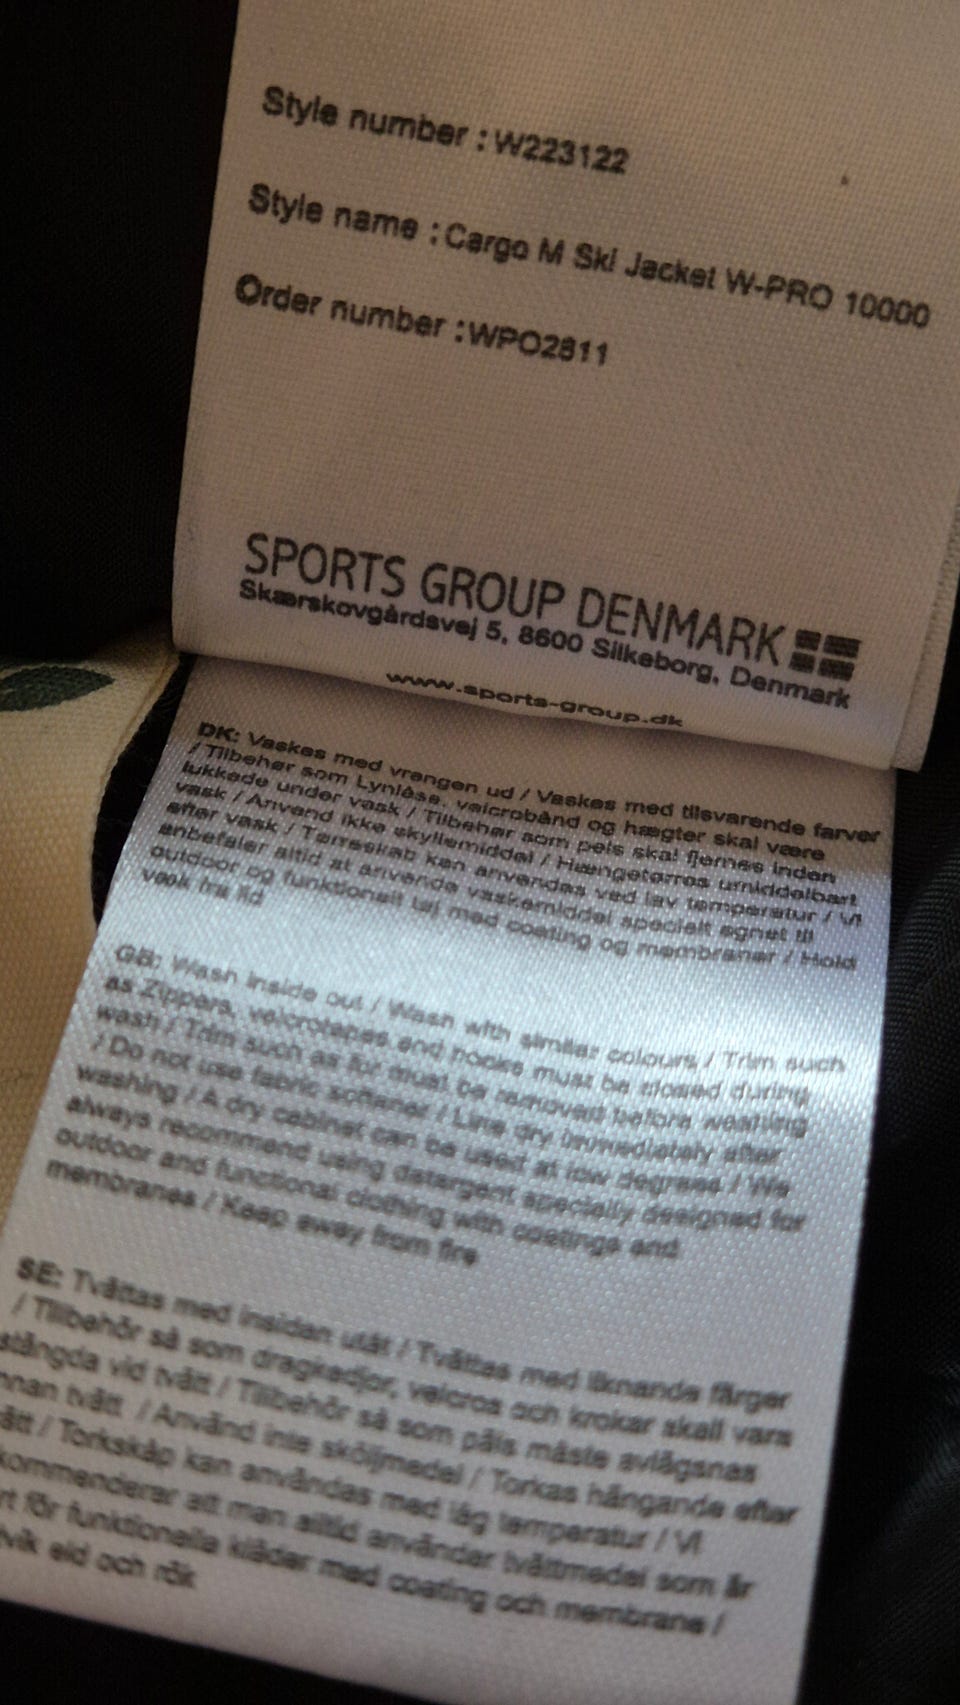 Style number : W223122
Style name : Cargo M Ski Jacket W-PRO 10000
Order number : WPO2811
SPORTS GROUP DENMARK
Skærskovgårdsvej 5, 8600 Silkeborg, Denmark
www.sports-group.dk
DK: Vaskes med vrangen ud / Vaskes med tilsvarende farver
/ Tilbehør som Lynlåse, velcrobånd og hægter skal være
lukkede under vask / Tilbehør som pels skal fjernes inden
vask / Anvend ikke skyllemiddel / Hængetørres umiddelbart
efter vask / Tørreskab kan anvendes ved lav temperatur / Vi
anbefaler altid at anvende vaskemiddel specielt egnet til
outdoor og funktionelt tøj med coating og membraner / Hold
væk fra ild
GB: Wash inside out / Wash with similar colours / Trim such
as Zippers, velcrotapes and hooks must be closed during
wash / Trim such as fur must be removed before washing
/ Do not use fabric softener / Line dry immediately after
washing / A dry cabinet can be used at low degrees / We
always recommend using detergent specially designed for
outdoor and functional clothing with coatings and
membranes / Keep away from fire
SE: Tvättas med insidan utåt / Tvättas med liknande färger
/ Tillbehör så som dragkedjor, velcros och krokar skall vara
stängda vid tvätt / Tillbehör så som päls måste avlägsnas
nnan tvätt / Använd inte sköljmedel / Torkas hängande efter
ätt / Torkskåp kan användas med låg temperatur / Vi
kommenderar att man alltid använder tvättmedel som är
rt för funktionella kläder med coating och membrane /
dvik eld och rök